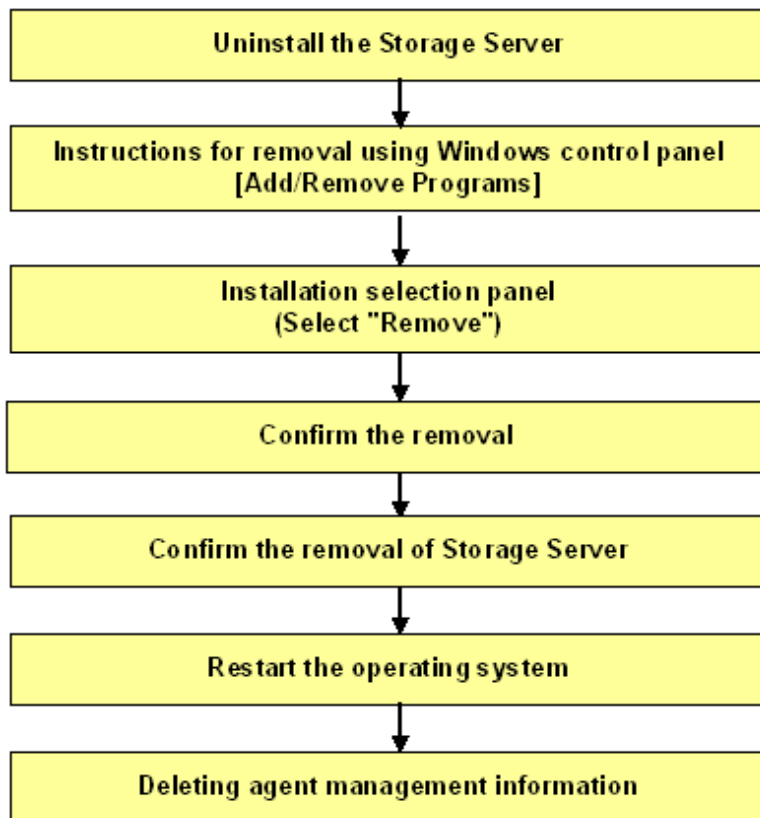 Uninstall the Storage Server
Instructions for removal using Windows control panel
[Add/Remove Programs]
Installation selection panel
(Select "Remove")
Confirm the removal
Confirm the removal of Storage Server
Restart the operating system
Deleting agent management information